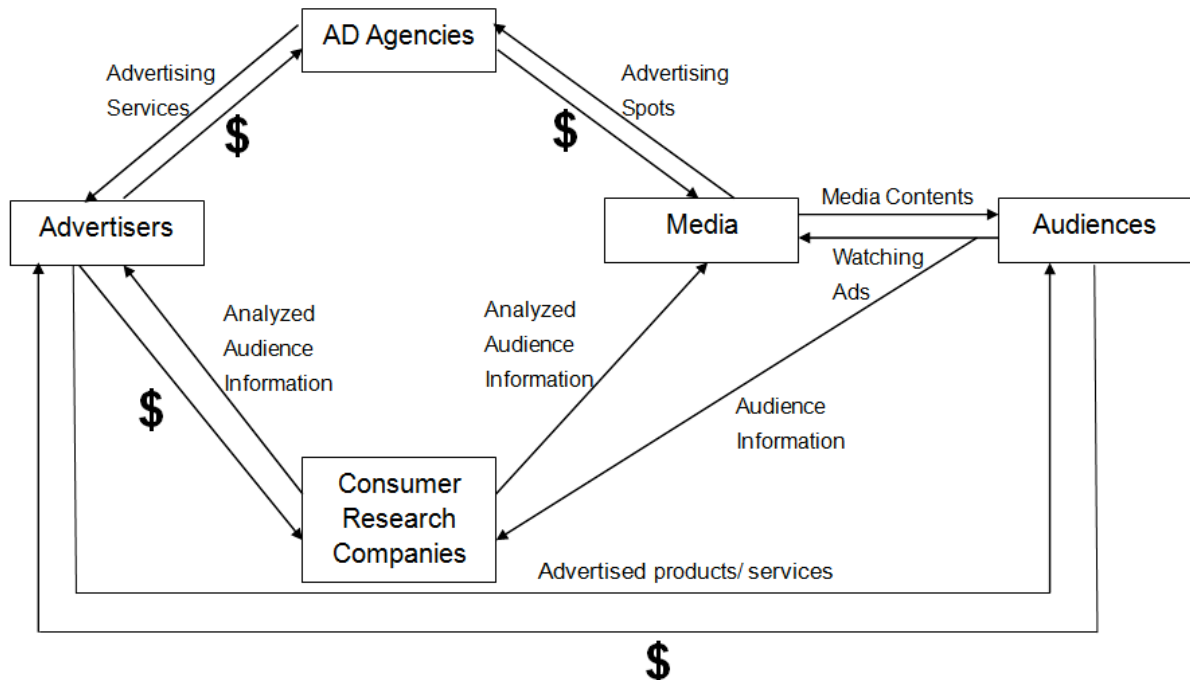 AD Agencies
Advertising
Services
$
$
Advertising
Spots
Advertisers
Media
Media Contents
Audiences
Watching
Ads
Analyzed
Audience
Information
Analyzed
Audience
Information
$
Audience
Information
Consumer
Research
Companies
Advertised products/ services
$